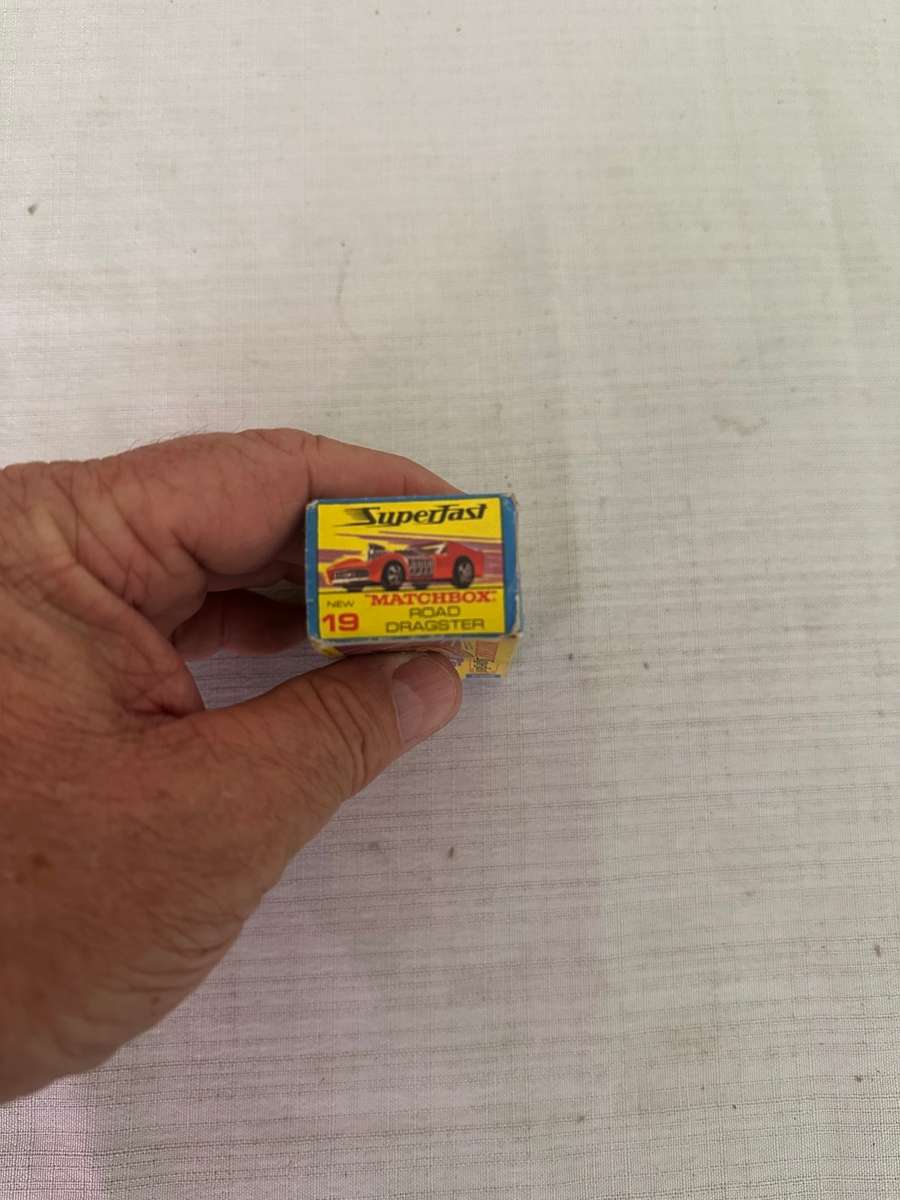 Superfast
NEW "MATCHBOX"
19 ROAD
DRAGSTER